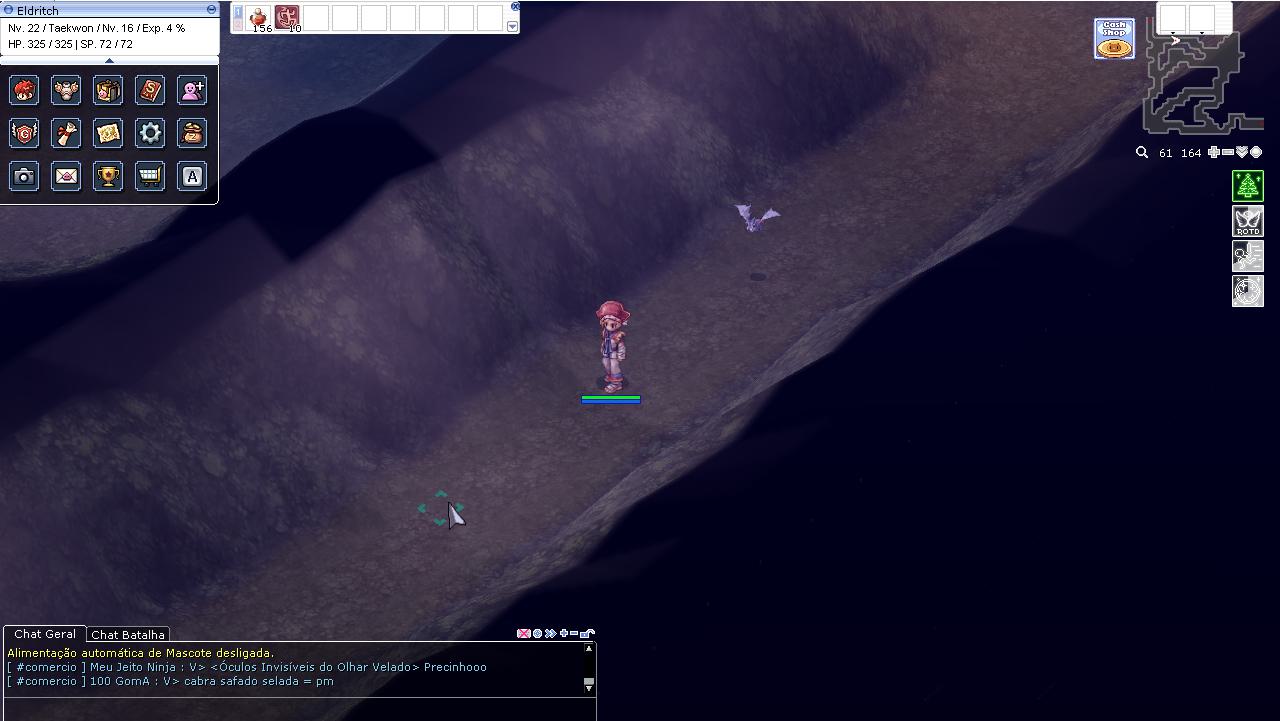 Eldritch
Nv. 22 / Taekwon / Nv. 16 / Exp. 4 %
HP. 325 / 325 | SP. 72 / 72
156
10
Cash
Shop
61 164
ROTD
A
Chat Geral
Chat Batalha
Alimentação automática de Mascote desligada.
[ #comercio ] Meu Jeito Ninja : V> <Óculos Invisíveis do Olhar Velado> Precinhooo
[ #comercio ] 100 GomA : V> cabra safado selada = pm